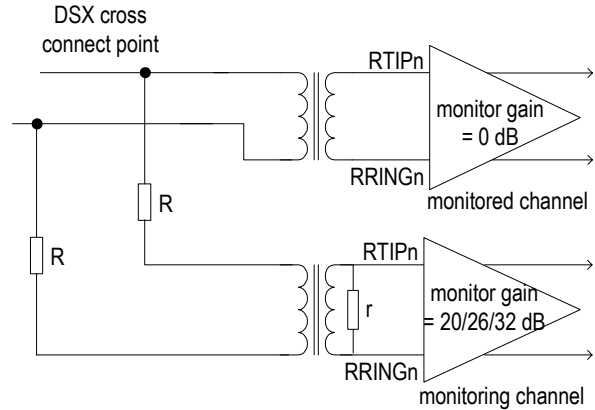 DSX cross
connect point
RTIPn
monitor gain
= 0 dB
RRINGn
monitored channel
R
R
RTIPn
r
monitor gain
= 20/26/32 dB
RRINGn
monitoring channel